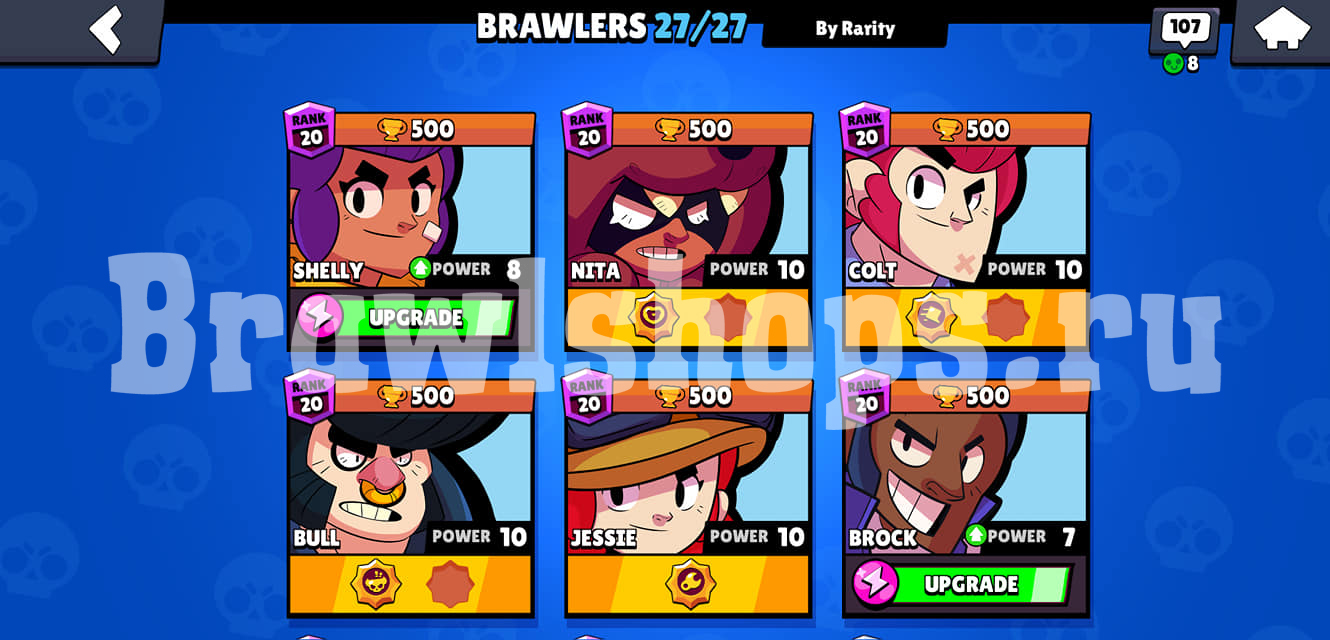 BRAWLERS 27/27
By Rarity
107
8
RANK 20
500
RANK 20
500
RANK 20
500
SHELLY
POWER 8
NITA
POWER 10
COLT
POWER 10
UPGRADE
Brawlshops.ru
RANK 20
500
RANK 20
500
RANK 20
500
BULL
POWER 10
JESSIE
POWER 10
BROCK
POWER 7
UPGRADE